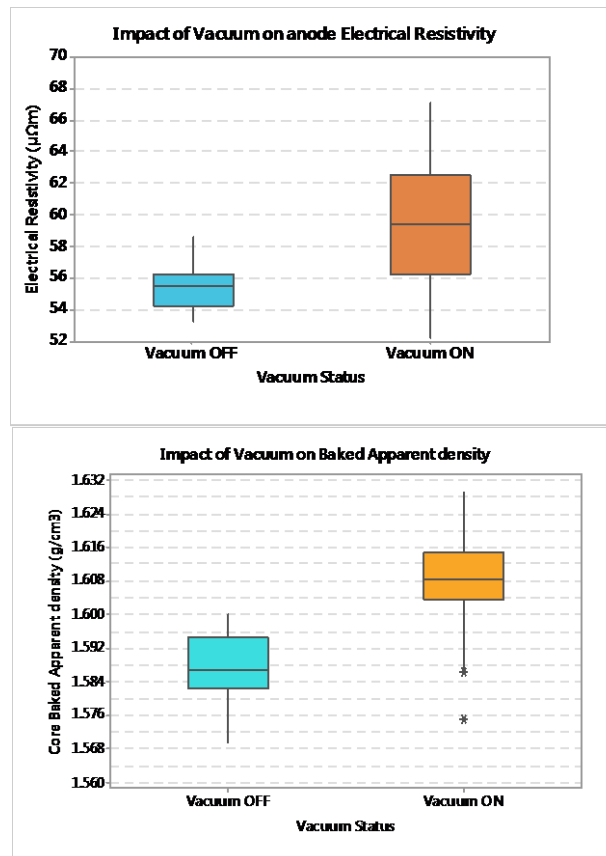 Impact of Vacuum on anode Electrical Resistivity
70
68
66
64
62
60
58
56
54
52
Electrical Resistivity (μΩm)
Vacuum OFF
Vacuum ON
Vacuum Status
Impact of Vacuum on Baked Apparent density
1.632
1.624
1.616
1.608
1.600
1.592
1.584
1.576
1.568
1.560
Core Baked Apparent density (g/cm3)
Vacuum OFF
Vacuum ON
Vacuum Status